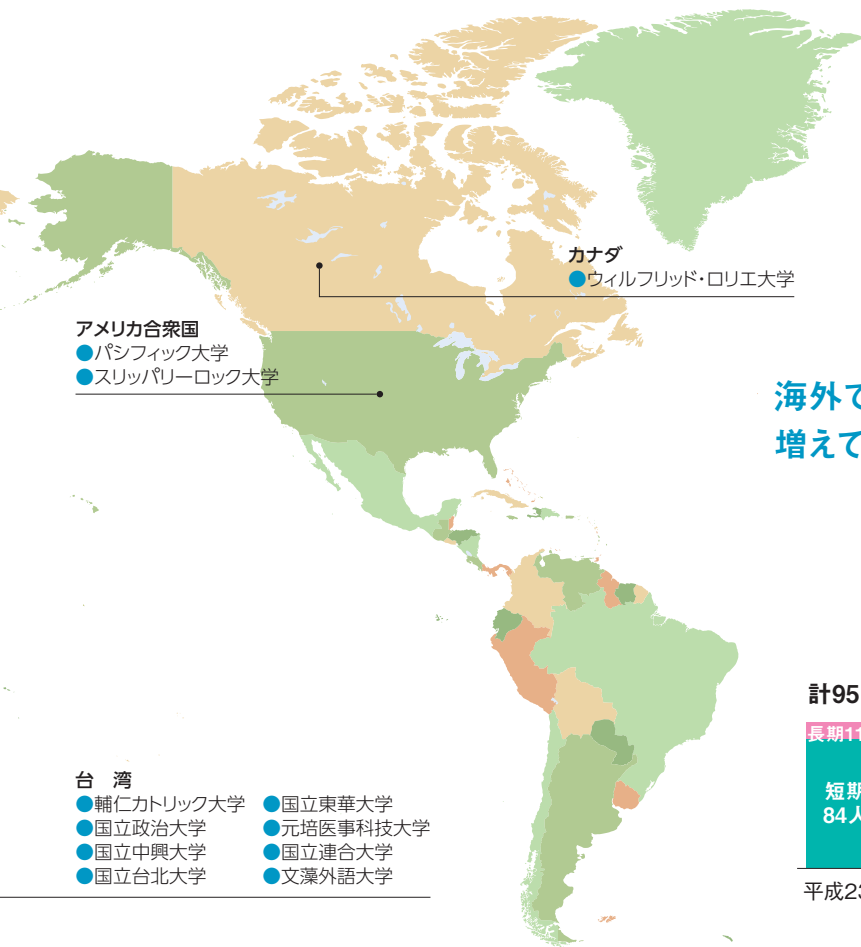 カナダ
●ウィルフリッド・ロリエ大学
アメリカ合衆国
●パシフィック大学
●スリッパリーロック大学
海外で
増えて
台　湾
●輔仁カトリック大学 ●国立東華大学
●国立政治大学 ●元培医事科技大学
●国立中興大学 ●国立連合大学
●国立台北大学 ●文藻外語大学
計95
長期11
短期
84人
平成23